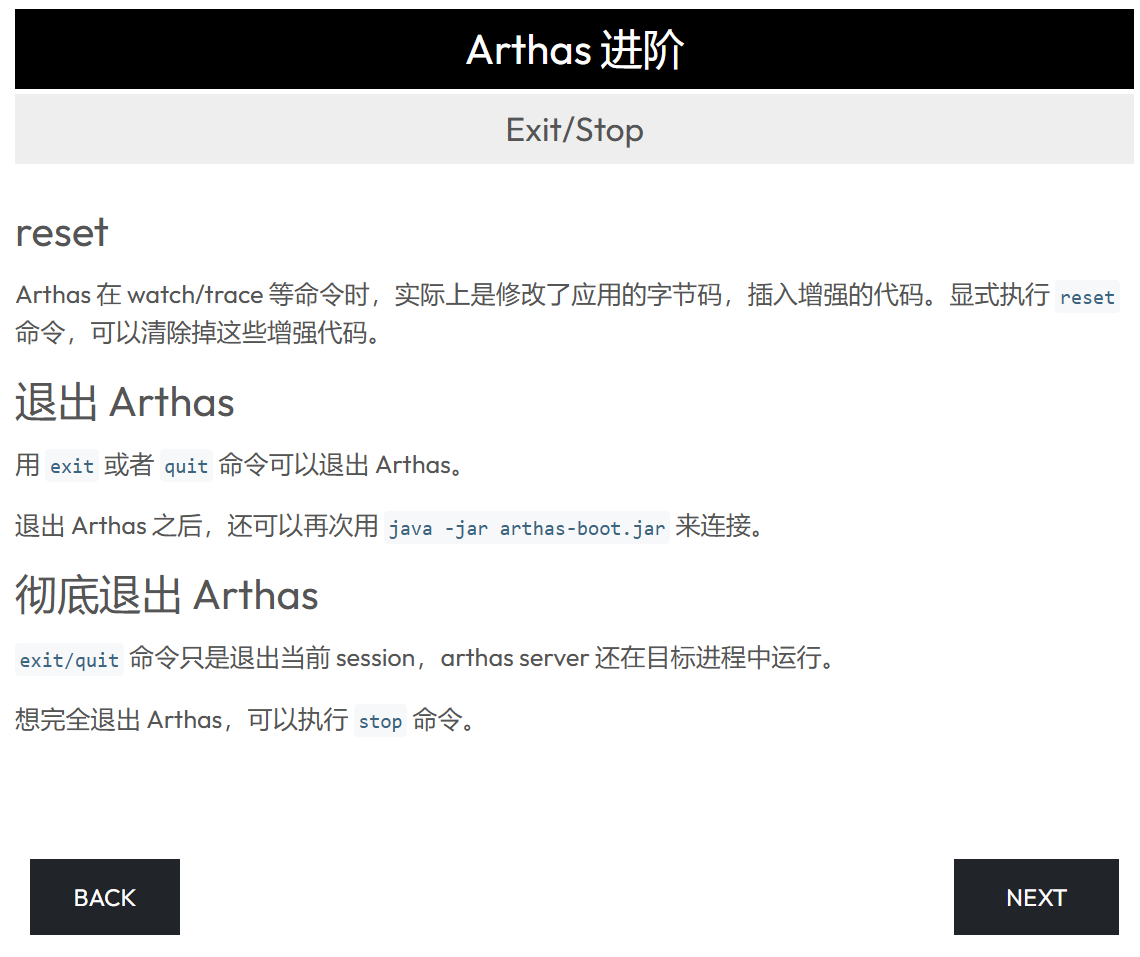 Arthas 进阶
Exit/Stop
reset
Arthas 在 watch/trace 等命令时，实际上是修改了应用的字节码，插入增强的代码。显式执行 reset
命令，可以清除掉这些增强代码。
退出 Arthas
用 exit 或者 quit 命令可以退出 Arthas。
退出 Arthas 之后，还可以再次用 java -jar arthas-boot.jar 来连接。
彻底退出 Arthas
exit/quit 命令只是退出当前 session，arthas server 还在目标进程中运行。
想完全退出 Arthas，可以执行 stop 命令。
BACK
NEXT